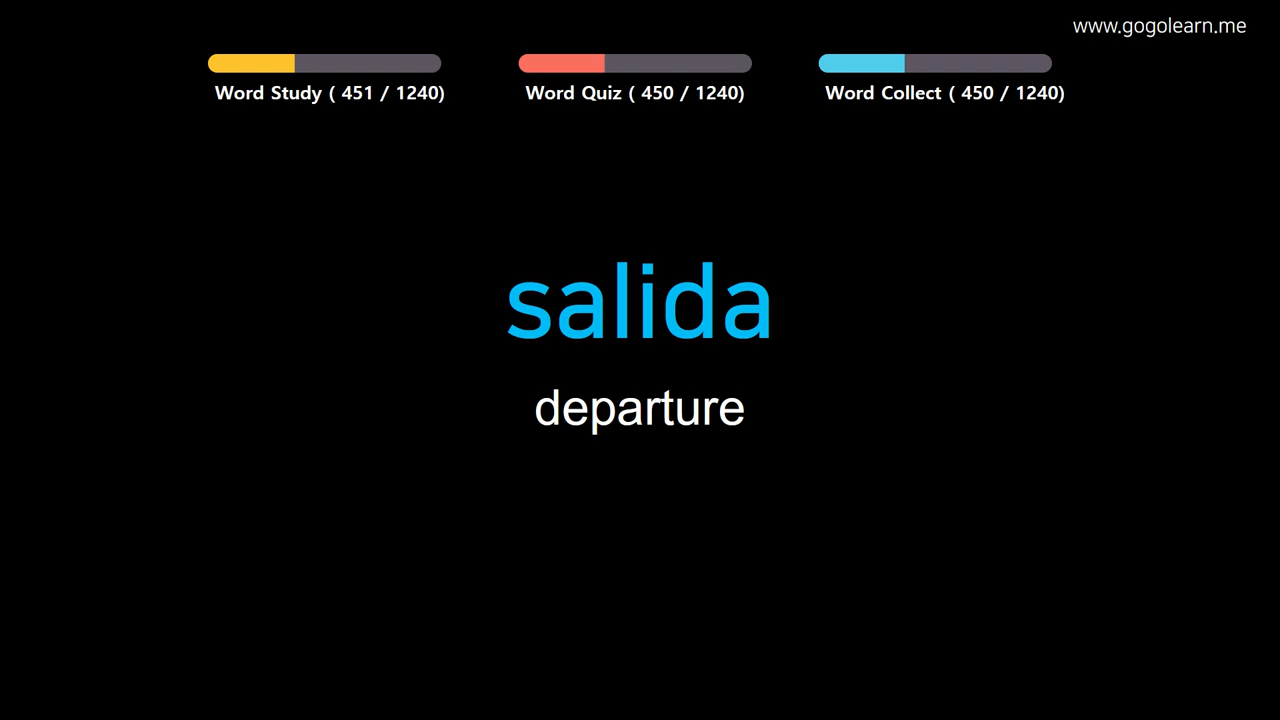 www.gogolearn.me
Word Study ( 451 / 1240)
Word Quiz ( 450 / 1240)
Word Collect ( 450 / 1240)
salida
departure